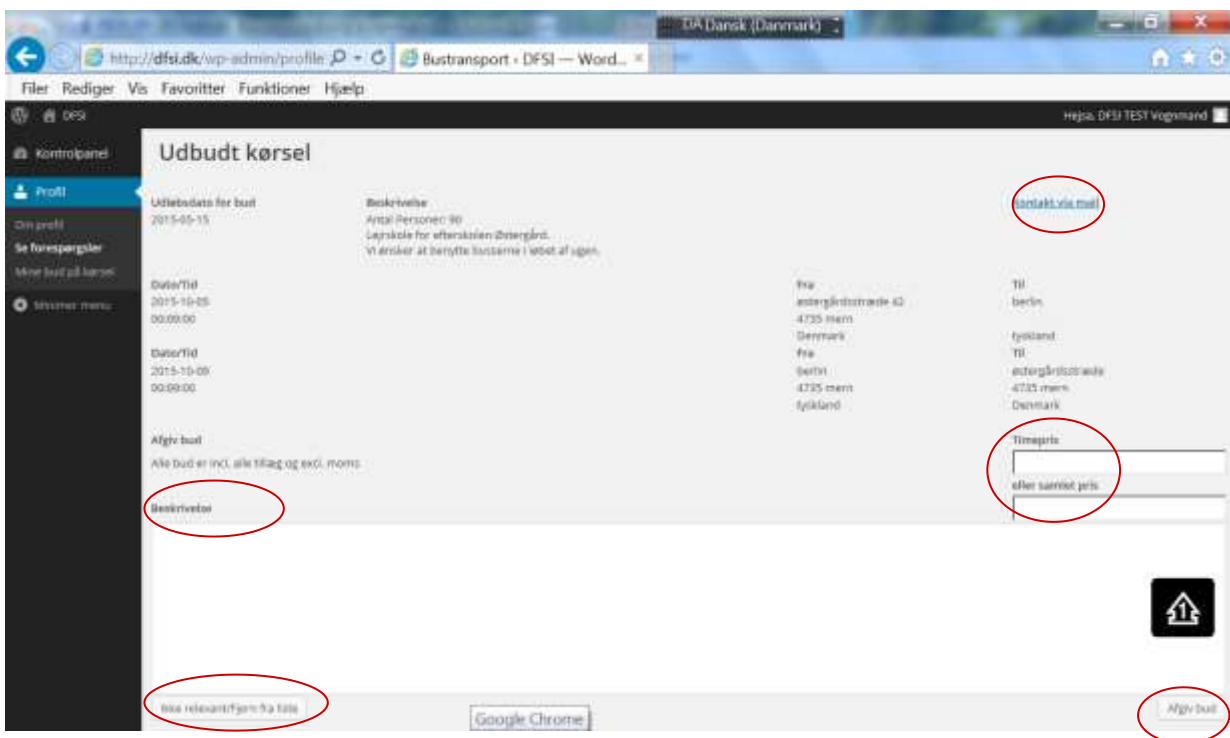 DA Dansk (Danmark)
http://dfsi.dk/wp-admin/profile
Bustransport ‹ DFSI — Word...
Filer Rediger Vis Favoritter Funktioner Hjælp
DFSI
Hejsa, DFSI TEST Vognmand
Kontrolpanel
Udbudt kørsel
Profil
Udløbsdato for bud
Beskrivelse
Kontakt via mail
2015-05-15
Antal Personer: 90
Din profil
Lejrskole for efterskolen Østergård.
Se forespørgsler
Vi ønsker at benytte busserne i løbet af ugen.
Mine bud på kørsel
Dato/Tid
Fra
Til
Minimer menu
2015-10-05
østergårdsstræde 42
berlin
00:09:00
4735 mern
Denmark
tyskland
Dato/Tid
Fra
Til
2015-10-09
berlin
østergårdsstræde
00:09:00
4735 mern
4735 mern
tyskland
Denmark
Afgiv bud
Timepris
Alle bud er incl. alle tillæg og excl. moms
eller samlet pris
Beskrivelse
1
Ikke relevant/Fjern fra liste
Google Chrome
Afgiv bud